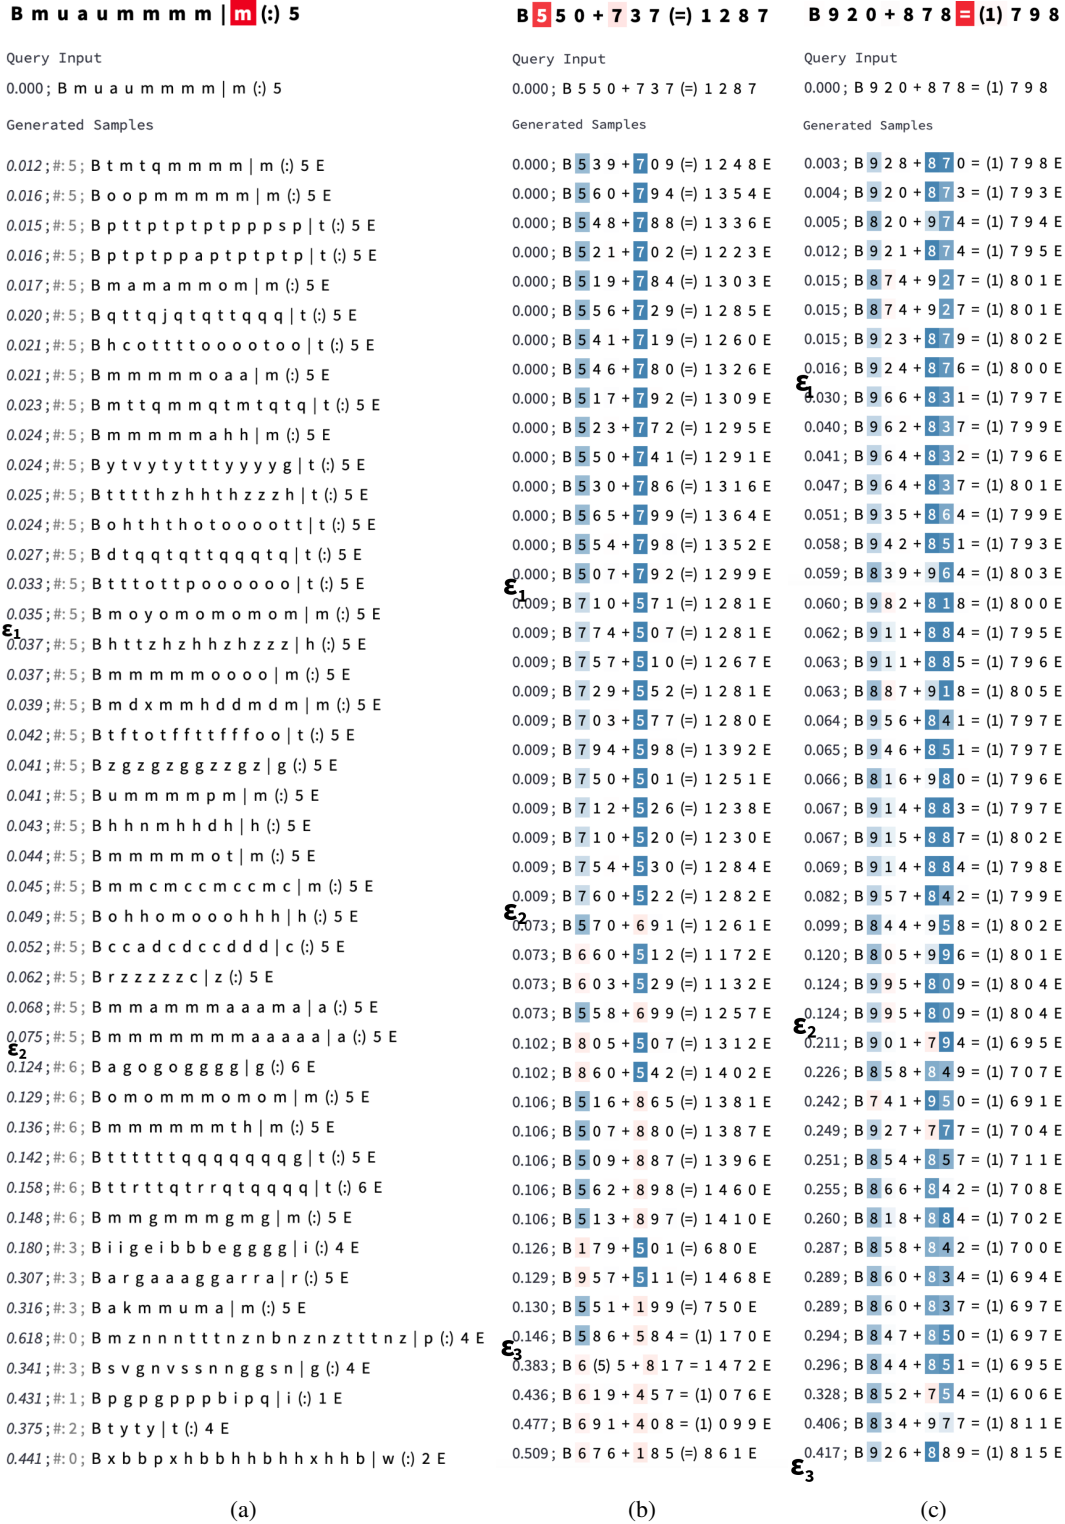 B m u a u m m m m | m (:) 5
Query Input
0.000; B m u a u m m m m | m (:) 5
Generated Samples
0.012; #: 5; B t m t q m m m m | m (:) 5 E
0.016; #: 5; B o o p m m m m m | m (:) 5 E
0.015; #: 5; B p t t p t p t p t p p p s p | t (:) 5 E
0.016; #: 5; B p t p t p p a p t p t p t p | t (:) 5 E
0.017; #: 5; B m a m a m m o m | m (:) 5 E
0.020; #: 5; B q t t q j q t q t t q q q | t (:) 5 E
0.021; #: 5; B h c o t t t t o o o o t o o | t (:) 5 E
0.021; #: 5; B m m m m m o a a | m (:) 5 E
0.023; #: 5; B m t t q m m q t m t q t q | t (:) 5 E
0.024; #: 5; B m m m m m a h h | m (:) 5 E
0.024; #: 5; B y t v y t y t t t y y y y g | t (:) 5 E
0.025; #: 5; B t t t t h z h h t h z z z h | t (:) 5 E
0.024; #: 5; B o h t h t h o t o o o o t t | t (:) 5 E
0.027; #: 5; B d t q q t q t t q q q t q | t (:) 5 E
0.033; #: 5; B t t t o t t p o o o o o o | t (:) 5 E
0.035; #: 5; B m o y o m o m o m o m | m (:) 5 E
ε1
0.037; #: 5; B h t t z h z h h z h z z z | h (:) 5 E
0.037; #: 5; B m m m m m o o o o | m (:) 5 E
0.039; #: 5; B m d x m m h d d m d m | m (:) 5 E
0.042; #: 5; B t f t o t f f t t f f f o o | t (:) 5 E
0.041; #: 5; B z g z g z g g z z g z | g (:) 5 E
0.041; #: 5; B u m m m m p m | m (:) 5 E
0.043; #: 5; B h h n m h h d h | h (:) 5 E
0.044; #: 5; B m m m m m o t | m (:) 5 E
0.045; #: 5; B m m c m c c m c c m c | m (:) 5 E
0.049; #: 5; B o h h o m o o o h h h | h (:) 5 E
0.052; #: 5; B c c a d c d c c d d d | c (:) 5 E
0.062; #: 5; B r z z z z z c | z (:) 5 E
0.068; #: 5; B m m a m m m a a a m a | a (:) 5 E
0.075; #: 5; B m m m m m m m a a a a a | a (:) 5 E
ε2
0.124; #: 6; B a g o g o g g g g | g (:) 6 E
0.129; #: 6; B o m o m m m o m o m | m (:) 5 E
0.136; #: 6; B m m m m m m t h | m (:) 5 E
0.142; #: 6; B t t t t t t q q q q q q q g | t (:) 5 E
0.158; #: 6; B t t r t t q t r r q t q q q q | t (:) 6 E
0.148; #: 6; B m m g m m m g m g | m (:) 5 E
0.180; #: 3; B i i g e i b b b e g g g g | i (:) 4 E
0.307; #: 3; B a r g a a a g g a r r a | r (:) 5 E
0.316; #: 3; B a k m m u m a | m (:) 5 E
0.618; #: 0; B m z n n n t t t n z n b n z n z t t t n z | p (:) 4 E
0.341; #: 3; B s v g n v s s n n g g s n | g (:) 4 E
0.431; #: 1; B p g p g p p p b i p q | i (:) 1 E
0.375; #: 2; B t y t y | t (:) 4 E
0.441; #: 0; B x b b p x h b b h h b h h x h h b | w (:) 2 E
(a)
B 5 5 0 + 7 3 7 (=) 1 2 8 7
Query Input
0.000; B 5 5 0 + 7 3 7 (=) 1 2 8 7
Generated Samples
0.000; B 5 3 9 + 7 0 9 (=) 1 2 4 8 E
0.000; B 5 6 0 + 7 9 4 (=) 1 3 5 4 E
0.000; B 5 4 8 + 7 8 8 (=) 1 3 3 6 E
0.000; B 5 2 1 + 7 0 2 (=) 1 2 2 3 E
0.000; B 5 1 9 + 7 8 4 (=) 1 3 0 3 E
0.000; B 5 5 6 + 7 2 9 (=) 1 2 8 5 E
0.000; B 5 4 1 + 7 1 9 (=) 1 2 6 0 E
0.000; B 5 4 6 + 7 8 0 (=) 1 3 2 6 E
0.000; B 5 1 7 + 7 9 2 (=) 1 3 0 9 E
0.000; B 5 2 3 + 7 7 2 (=) 1 2 9 5 E
0.000; B 5 5 0 + 7 4 1 (=) 1 2 9 1 E
0.000; B 5 3 0 + 7 8 6 (=) 1 3 1 6 E
0.000; B 5 6 5 + 7 9 9 (=) 1 3 6 4 E
0.000; B 5 5 4 + 7 9 8 (=) 1 3 5 2 E
0.000; B 5 0 7 + 7 9 2 (=) 1 2 9 9 E
ε1
0.009; B 7 1 0 + 5 7 1 (=) 1 2 8 1 E
0.009; B 7 7 4 + 5 0 7 (=) 1 2 8 1 E
0.009; B 7 5 7 + 5 1 0 (=) 1 2 6 7 E
0.009; B 7 2 9 + 5 5 2 (=) 1 2 8 1 E
0.009; B 7 0 3 + 5 7 7 (=) 1 2 8 0 E
0.009; B 7 9 4 + 5 9 8 (=) 1 3 9 2 E
0.009; B 7 5 0 + 5 0 1 (=) 1 2 5 1 E
0.009; B 7 1 2 + 5 2 6 (=) 1 2 3 8 E
0.009; B 7 1 0 + 5 2 0 (=) 1 2 3 0 E
0.009; B 7 5 4 + 5 3 0 (=) 1 2 8 4 E
0.009; B 7 6 0 + 5 2 2 (=) 1 2 8 2 E
ε2
0.073; B 5 7 0 + 6 9 1 (=) 1 2 6 1 E
0.073; B 6 6 0 + 5 1 2 (=) 1 1 7 2 E
0.073; B 6 0 3 + 5 2 9 (=) 1 1 3 2 E
0.073; B 5 5 8 + 6 9 9 (=) 1 2 5 7 E
0.102; B 8 0 5 + 5 0 7 (=) 1 3 1 2 E
0.102; B 8 6 0 + 5 4 2 (=) 1 4 0 2 E
0.106; B 5 1 6 + 8 6 5 (=) 1 3 8 1 E
0.106; B 5 0 7 + 8 8 0 (=) 1 3 8 7 E
0.106; B 5 0 9 + 8 8 7 (=) 1 3 9 6 E
0.106; B 5 6 2 + 8 9 8 (=) 1 4 6 0 E
0.106; B 5 1 3 + 8 9 7 (=) 1 4 1 0 E
0.126; B 1 7 9 + 5 0 1 (=) 6 8 0 E
0.129; B 9 5 7 + 5 1 1 (=) 1 4 6 8 E
0.130; B 5 5 1 + 1 9 9 (=) 7 5 0 E
0.146; B 5 8 6 + 5 8 4 = (1) 1 7 0 E
ε3
0.383; B 6 (5) 5 + 8 1 7 = 1 4 7 2 E
0.436; B 6 1 9 + 4 5 7 = (1) 0 7 6 E
0.477; B 6 9 1 + 4 0 8 = (1) 0 9 9 E
0.509; B 6 7 6 + 1 8 5 (=) 8 6 1 E
(b)
B 9 2 0 + 8 7 8 = (1) 7 9 8
Query Input
0.000; B 9 2 0 + 8 7 8 = (1) 7 9 8
Generated Samples
0.003; B 9 2 8 + 8 7 0 = (1) 7 9 8 E
0.004; B 9 2 0 + 8 7 3 = (1) 7 9 3 E
0.005; B 8 2 0 + 9 7 4 = (1) 7 9 4 E
0.012; B 9 2 1 + 8 7 4 = (1) 7 9 5 E
0.015; B 8 7 4 + 9 2 7 = (1) 8 0 1 E
0.015; B 8 7 4 + 9 2 7 = (1) 8 0 1 E
0.015; B 9 2 3 + 8 7 9 = (1) 8 0 2 E
0.016; B 9 2 4 + 8 7 6 = (1) 8 0 0 E
ε1
0.030; B 9 6 6 + 8 3 1 = (1) 7 9 7 E
0.040; B 9 6 2 + 8 3 7 = (1) 7 9 9 E
0.041; B 9 6 4 + 8 3 2 = (1) 7 9 6 E
0.047; B 9 6 4 + 8 3 7 = (1) 8 0 1 E
0.051; B 9 3 5 + 8 6 4 = (1) 7 9 9 E
0.058; B 9 4 2 + 8 5 1 = (1) 7 9 3 E
0.059; B 8 3 9 + 9 6 4 = (1) 8 0 3 E
0.060; B 9 8 2 + 8 1 8 = (1) 8 0 0 E
0.062; B 9 1 1 + 8 8 4 = (1) 7 9 5 E
0.063; B 9 1 1 + 8 8 5 = (1) 7 9 6 E
0.063; B 8 8 7 + 9 1 8 = (1) 8 0 5 E
0.064; B 9 5 6 + 8 4 1 = (1) 7 9 7 E
0.065; B 9 4 6 + 8 5 1 = (1) 7 9 7 E
0.066; B 8 1 6 + 9 8 0 = (1) 7 9 6 E
0.067; B 9 1 4 + 8 8 3 = (1) 7 9 7 E
0.067; B 9 1 5 + 8 8 7 = (1) 8 0 2 E
0.069; B 9 1 4 + 8 8 4 = (1) 7 9 8 E
0.082; B 9 5 7 + 8 4 2 = (1) 7 9 9 E
0.099; B 8 4 4 + 9 5 8 = (1) 8 0 2 E
0.120; B 8 0 5 + 9 9 6 = (1) 8 0 1 E
0.124; B 9 9 5 + 8 0 9 = (1) 8 0 4 E
0.124; B 9 9 5 + 8 0 9 = (1) 8 0 4 E
ε2
0.211; B 9 0 1 + 7 9 4 = (1) 6 9 5 E
0.226; B 8 5 8 + 8 4 9 = (1) 7 0 7 E
0.242; B 7 4 1 + 9 5 0 = (1) 6 9 1 E
0.249; B 9 2 7 + 7 7 7 = (1) 7 0 4 E
0.251; B 8 5 4 + 8 5 7 = (1) 7 1 1 E
0.255; B 8 6 6 + 8 4 2 = (1) 7 0 8 E
0.260; B 8 1 8 + 8 8 4 = (1) 7 0 2 E
0.287; B 8 5 8 + 8 4 2 = (1) 7 0 0 E
0.289; B 8 6 0 + 8 3 4 = (1) 6 9 4 E
0.289; B 8 6 0 + 8 3 7 = (1) 6 9 7 E
0.294; B 8 4 7 + 8 5 0 = (1) 6 9 7 E
0.296; B 8 4 4 + 8 5 1 = (1) 6 9 5 E
0.328; B 8 5 2 + 7 5 4 = (1) 6 0 6 E
0.406; B 8 3 4 + 9 7 7 = (1) 8 1 1 E
0.417; B 9 2 6 + 8 8 9 = (1) 8 1 5 E
ε3
(c)